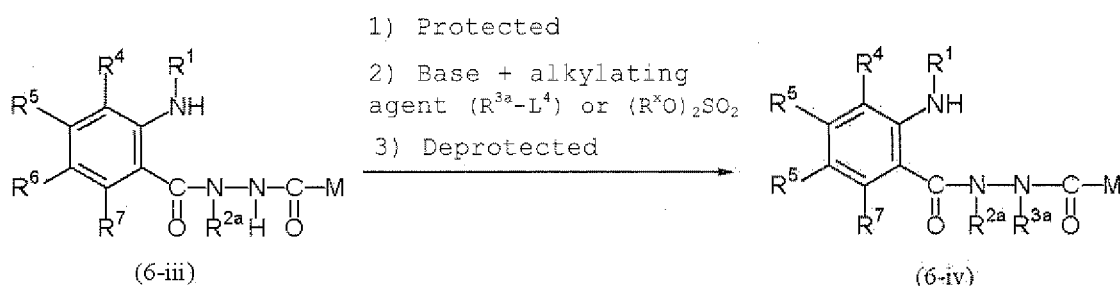 1) Protected
2) Base + alkylating
agent (R³ᵃ-L⁴) or (RˣO)₂SO₂
3) Deprotected
R⁴ R¹
R⁵ NH
R⁶ C-N-N-C-M
R⁷ O R²ᵃ H O
(6-iii)
R⁴ R¹
R⁵ NH
R⁵ C-N-N-C-M
R⁷ O R²ᵃ R³ᵃ O
(6-iv)